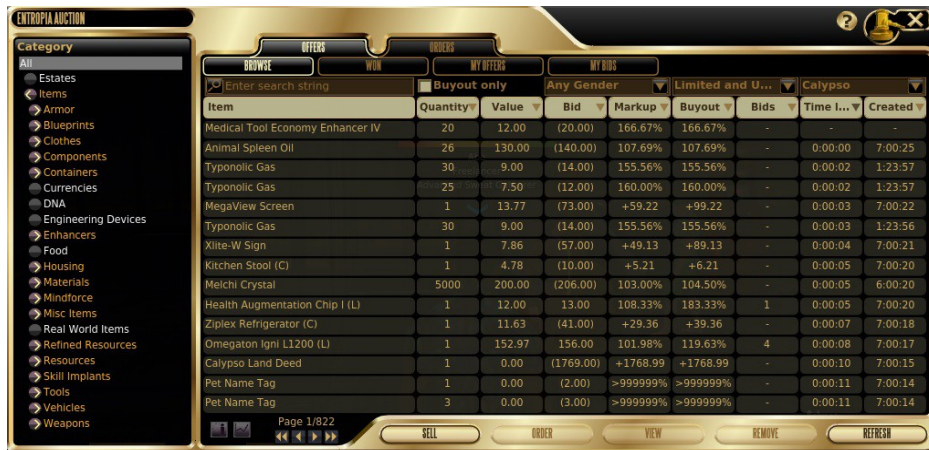 ENTROPIA AUCTION
?
Category
All
Estates
Items
Armor
Blueprints
Clothes
Components
Containers
Currencies
DNA
Engineering Devices
Enhancers
Food
Housing
Materials
Mindforce
Misc Items
Real World Items
Refined Resources
Resources
Skill Implants
Tools
Vehicles
Weapons
OFFERS ORDERS
BROWSE WON MY OFFERS MY BIDS
Enter search string Buyout only Any Gender Limited and U... Calypso
Item Quantity Value Bid Markup Buyout Bids Time l... Created
Medical Tool Economy Enhancer IV 20 12.00 (20.00) 166.67% 166.67% - - -
Animal Spleen Oil 26 130.00 (140.00) 107.69% 107.69% - 0:00:00 7:00:25
Typonolic Gas 30 9.00 (14.00) 155.56% 155.56% - 0:00:02 1:23:57
Typonolic Gas 25 7.50 (12.00) 160.00% 160.00% - 0:00:02 1:23:57
MegaView Screen 1 13.77 (73.00) +59.22 +99.22 - 0:00:03 7:00:22
Typonolic Gas 30 9.00 (14.00) 155.56% 155.56% - 0:00:03 1:23:56
Xlite-W Sign 1 7.86 (57.00) +49.13 +89.13 - 0:00:04 7:00:21
Kitchen Stool (C) 1 4.78 (10.00) +5.21 +6.21 - 0:00:05 7:00:20
Melchi Crystal 5000 200.00 (206.00) 103.00% 104.50% - 0:00:05 6:00:20
Health Augmentation Chip I (L) 1 12.00 13.00 108.33% 183.33% 1 0:00:05 7:00:20
Ziplex Refrigerator (C) 1 11.63 (41.00) +29.36 +39.36 - 0:00:07 7:00:18
Omegaton Igni L1200 (L) 1 152.97 156.00 101.98% 119.63% 4 0:00:08 7:00:17
Calypso Land Deed 1 0.00 (1769.00) +1768.99 +1768.99 - 0:00:10 7:00:15
Pet Name Tag 1 0.00 (2.00) >999999% >999999% - 0:00:11 7:00:14
Pet Name Tag 3 0.00 (3.00) >999999% >999999% - 0:00:11 7:00:14
Page 1/822
SELL ORDER VIEW REMOVE REFRESH